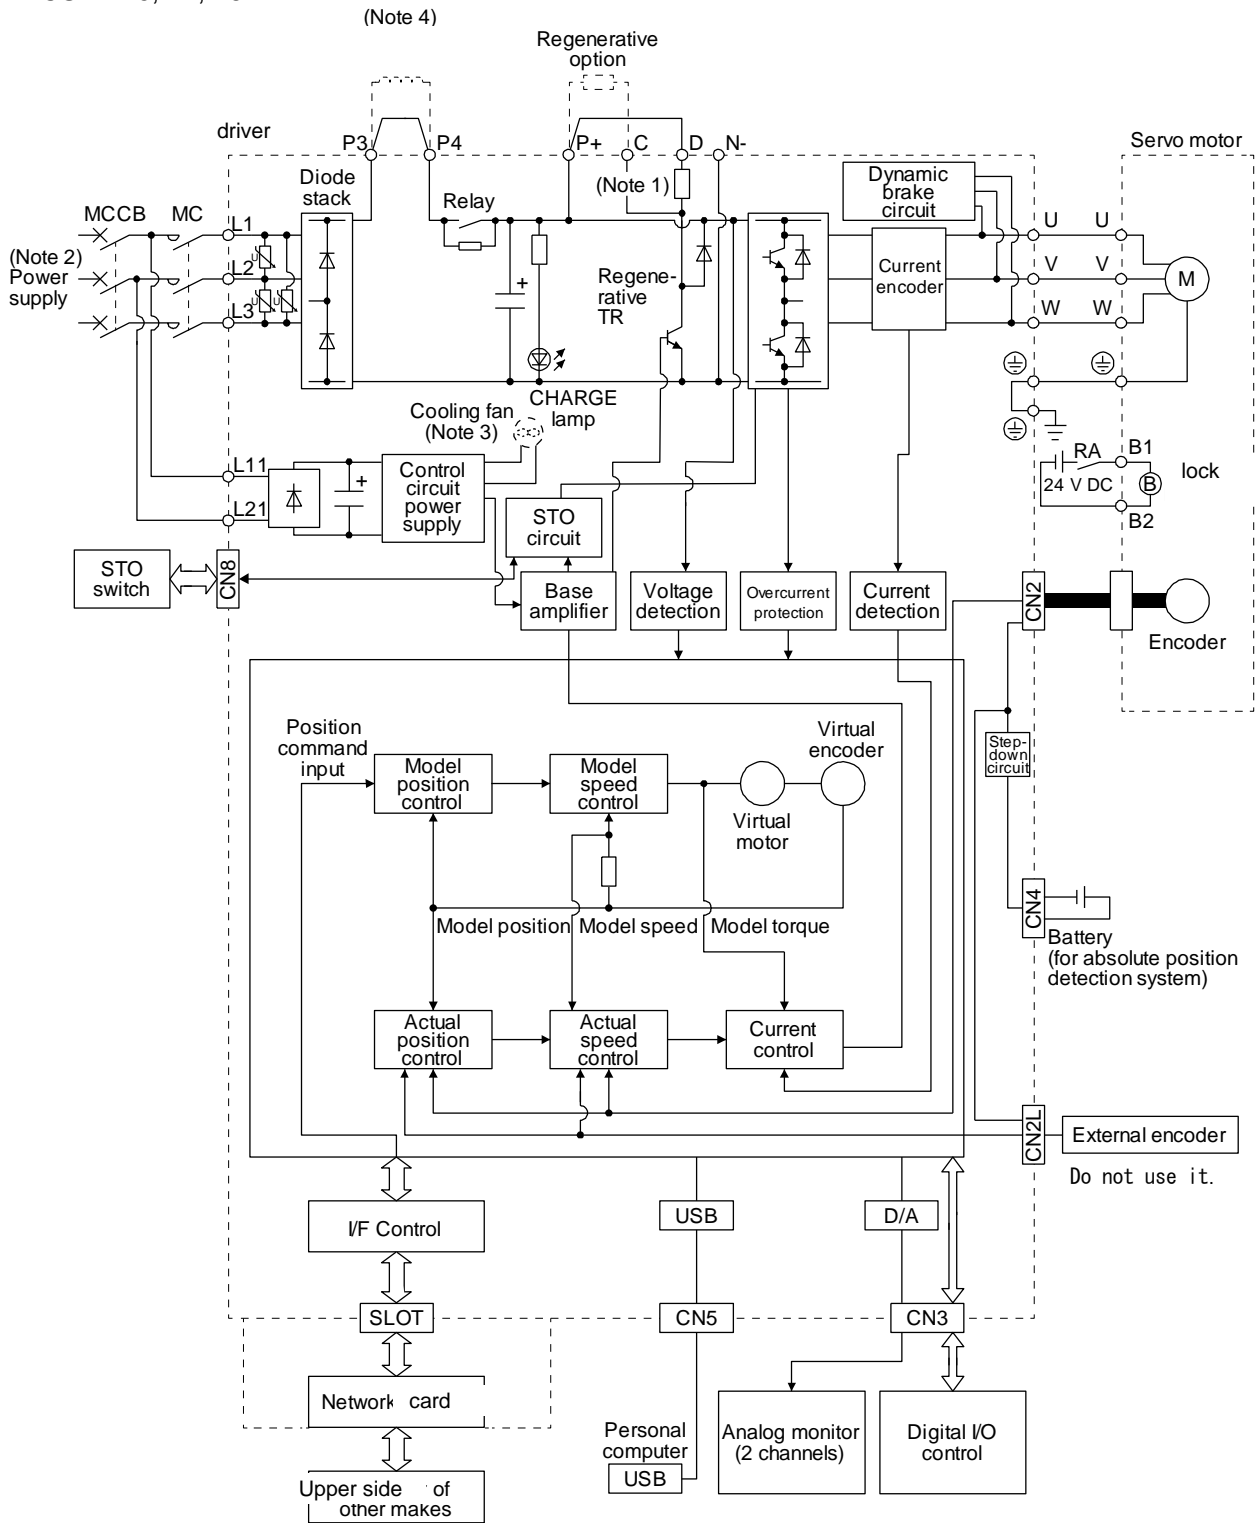 (Note 4)
Regenerative
option
driver
P3
P4
P+
C
D
N-
Servo motor
Diode
stack
(Note 1)
Dynamic
brake
circuit
MCCB
MC
L1
Relay
U
U
(Note 2)
Power
supply
L2
U
Regene-
rative
TR
Current
encoder
V
V
M
L3
U
U
W
W
+
CHARGE
lamp
Cooling fan
(Note 3)
L11
+
Control
circuit
power
supply
RA
B1
24 V DC
B
lock
L21
STO
circuit
B2
STO
switch
CN8
Base
amplifier
Voltage
detection
Overcurrent
protection
Current
detection
CN2
Encoder
Position
command
input
Virtual
encoder
Step-
down
circuit
Model
position
control
Model
speed
control
Virtual
motor
CN4
Model position
Model speed
Model torque
Battery
(for absolute position
detection system)
Actual
position
control
Actual
speed
control
Current
control
CN2L
External encoder
Do not use it.
I/F Control
USB
D/A
SLOT
CN5
CN3
Network card
Personal
computer
USB
Analog monitor
(2 channels)
Digital I/O
control
Upper side of
other makes